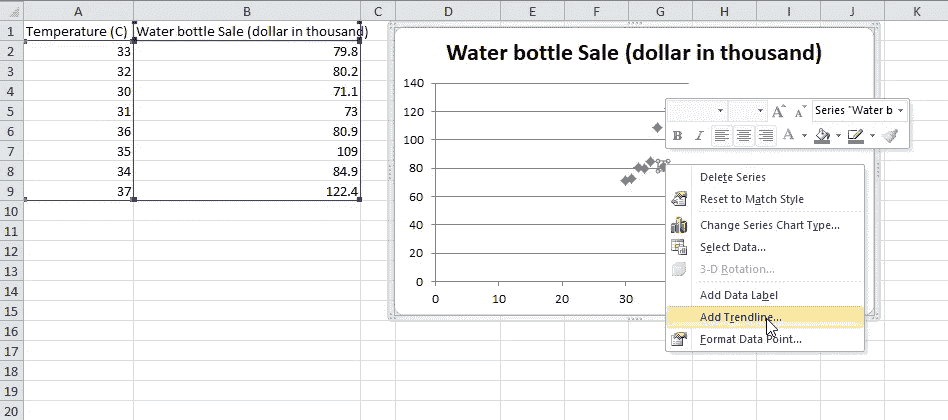 A B C D E F G H I J K
1 Temperature (C) Water bottle Sale (dollar in thousand)
2 33 79.8
3 32 80.2
4 30 71.1
5 31 73
6 36 80.9
7 35 109
8 34 84.9
9 37 122.4
10
11
12
13
14
15
16
17
18
19
20
Water bottle Sale (dollar in thousand)
140
120
100
80
60
40
20
0
0 10 20 30
A A Series "Water b
B I A
Delete Series
Reset to Match Style
Change Series Chart Type...
Select Data...
3-D Rotation...
Add Data Label
Add Trendline...
Format Data Point...